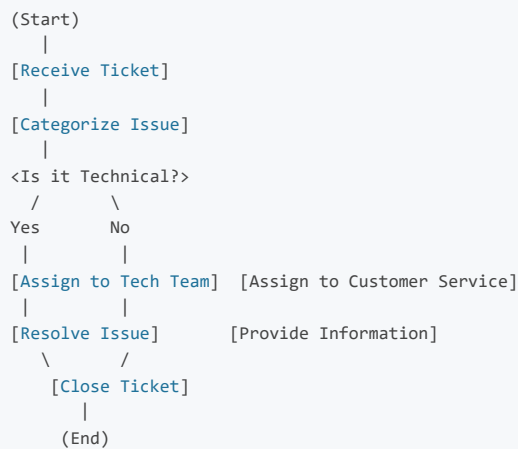 (Start)
|
[Receive Ticket]
|
[Categorize Issue]
|
<Is it Technical?>
/ \
Yes No
| |
[Assign to Tech Team] [Assign to Customer Service]
| |
[Resolve Issue] [Provide Information]
\ /
[Close Ticket]
|
(End)